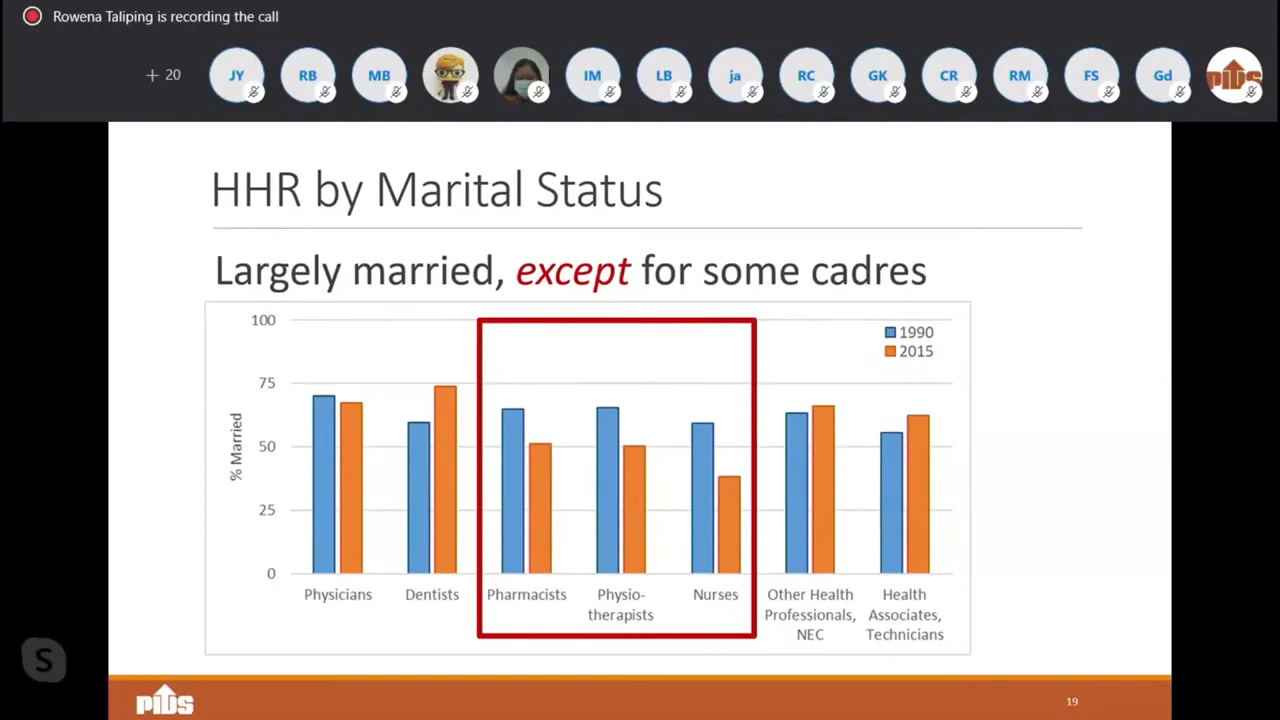 Rowena Taliping is recording the call
+ 20
JY
RB
MB
IM
LB
ja
RC
GK
CR
RM
FS
Gd
PIDS
HHR by Marital Status
Largely married, except for some cadres
100
75
50
25
0
% Married
1990
2015
Physicians
Dentists
Pharmacists
Physio-
therapists
Nurses
Other Health
Professionals,
NEC
Health
Associates,
Technicians
S
PIDS
19